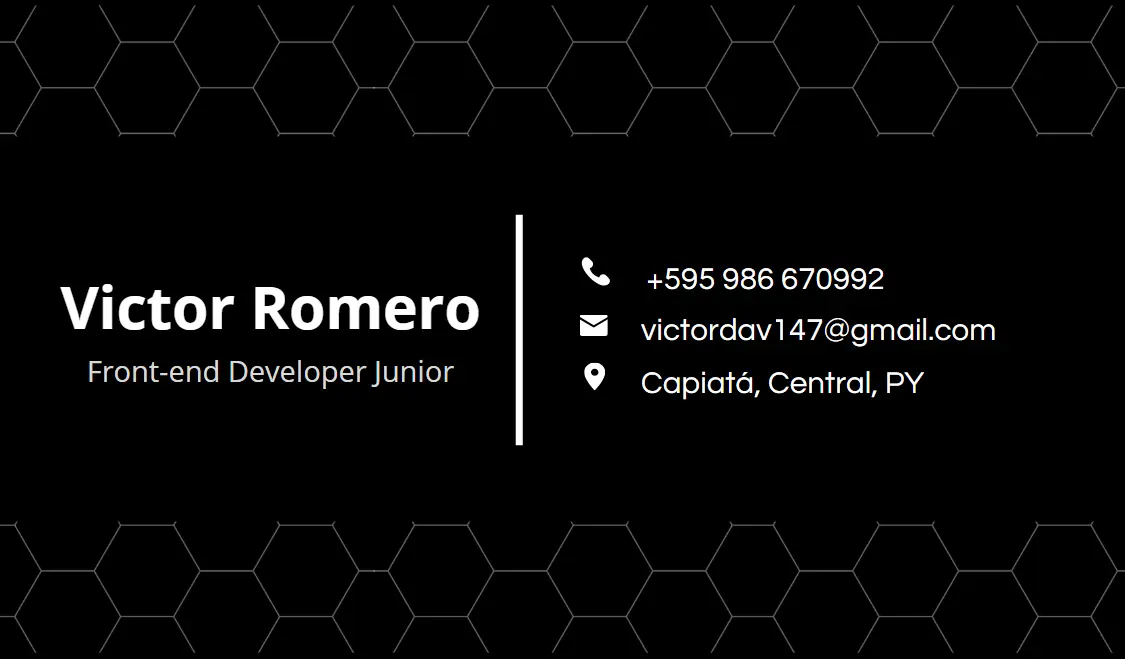 Victor Romero
Front-end Developer Junior
+595 986 670992
victordav147@gmail.com
Capiatá, Central, PY